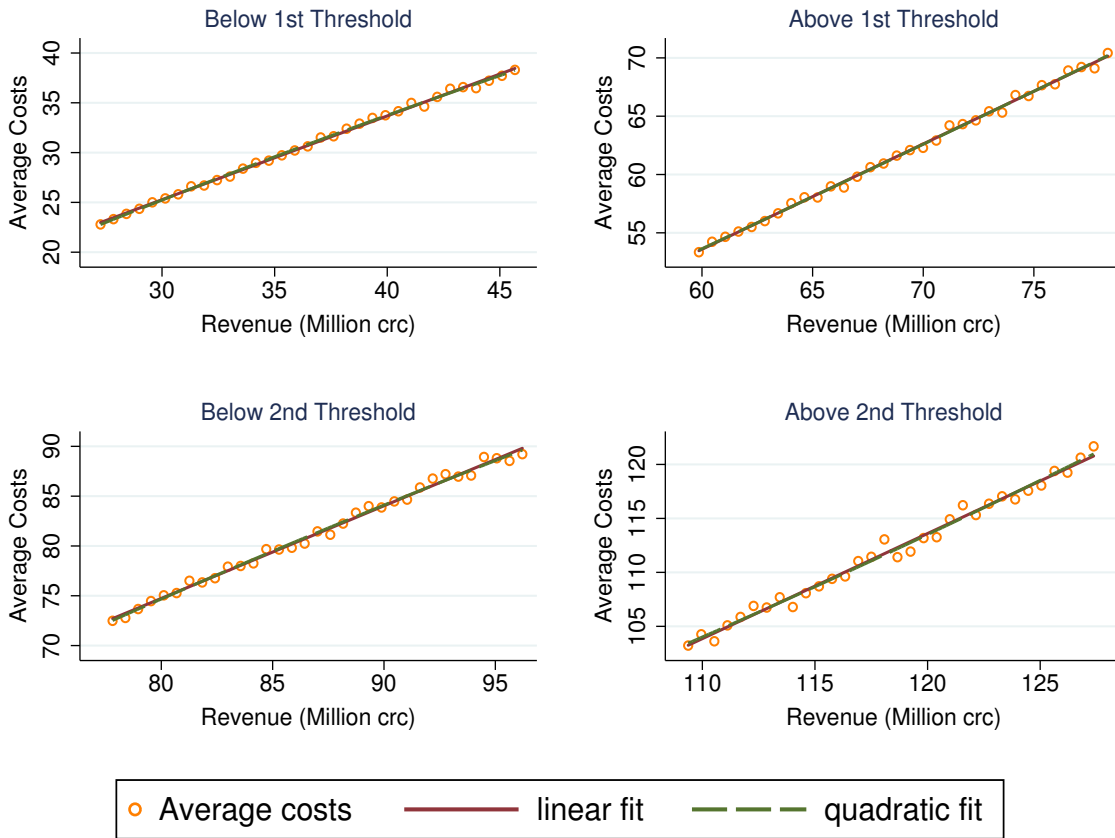 Below 1st Threshold
Average Costs
20 25 30 35 40
30 35 40 45
Revenue (Million crc)
Above 1st Threshold
Average Costs
55 60 65 70
60 65 70 75
Revenue (Million crc)
Below 2nd Threshold
Average Costs
70 75 80 85 90
80 85 90 95
Revenue (Million crc)
Above 2nd Threshold
Average Costs
105 110 115 120
110 115 120 125
Revenue (Million crc)
Average costs linear fit quadratic fit